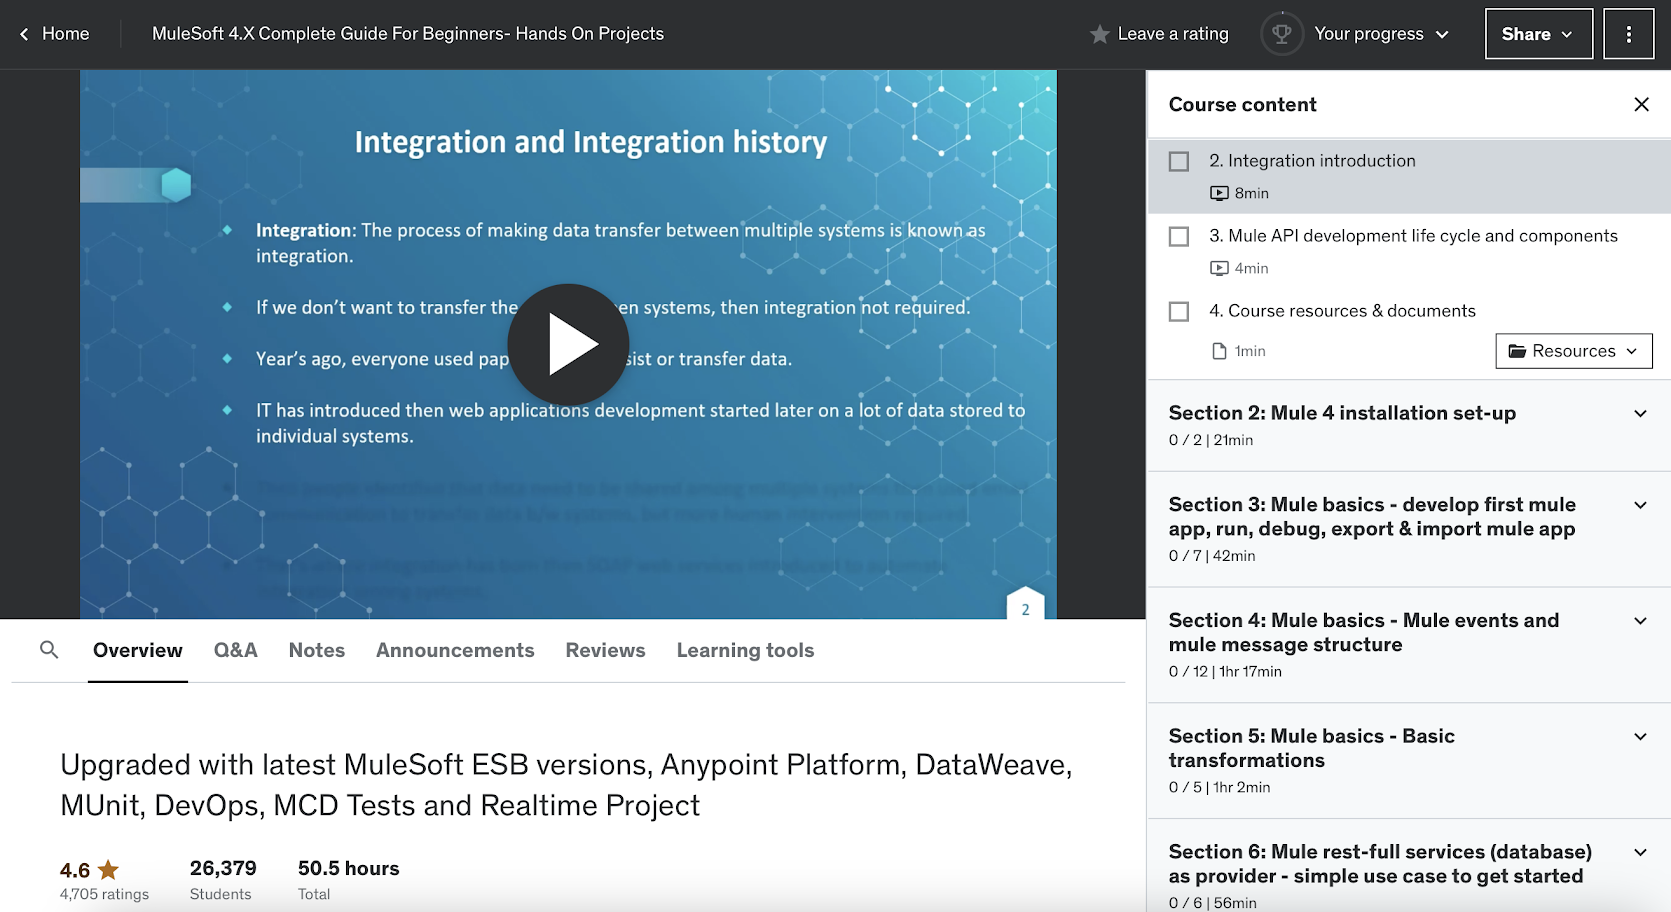 Home
MuleSoft 4.X Complete Guide For Beginners- Hands On Projects
Leave a rating
Your progress
Share
Integration and Integration history
Integration: The process of making data transfer between multiple systems is known as
integration.
If we don't want to transfer the en systems, then integration not required.
Year's ago, everyone used pap sist or transfer data.
IT has introduced then web applications development started later on a lot of data stored to
individual systems.
2
Course content
2. Integration introduction
8min
3. Mule API development life cycle and components
4min
4. Course resources & documents
1min
Resources
Section 2: Mule 4 installation set-up
0 / 2 | 21min
Section 3: Mule basics - develop first mule
app, run, debug, export & import mule app
0 / 7 | 42min
Section 4: Mule basics - Mule events and
mule message structure
0 / 12 | 1hr 17min
Section 5: Mule basics - Basic
transformations
0 / 5 | 1hr 2min
Section 6: Mule rest-full services (database)
as provider - simple use case to get started
0 / 6 | 56min
Overview
Q&A
Notes
Announcements
Reviews
Learning tools
Upgraded with latest MuleSoft ESB versions, Anypoint Platform, DataWeave,
MUnit, DevOps, MCD Tests and Realtime Project
4.6
4,705 ratings
26,379
Students
50.5 hours
Total